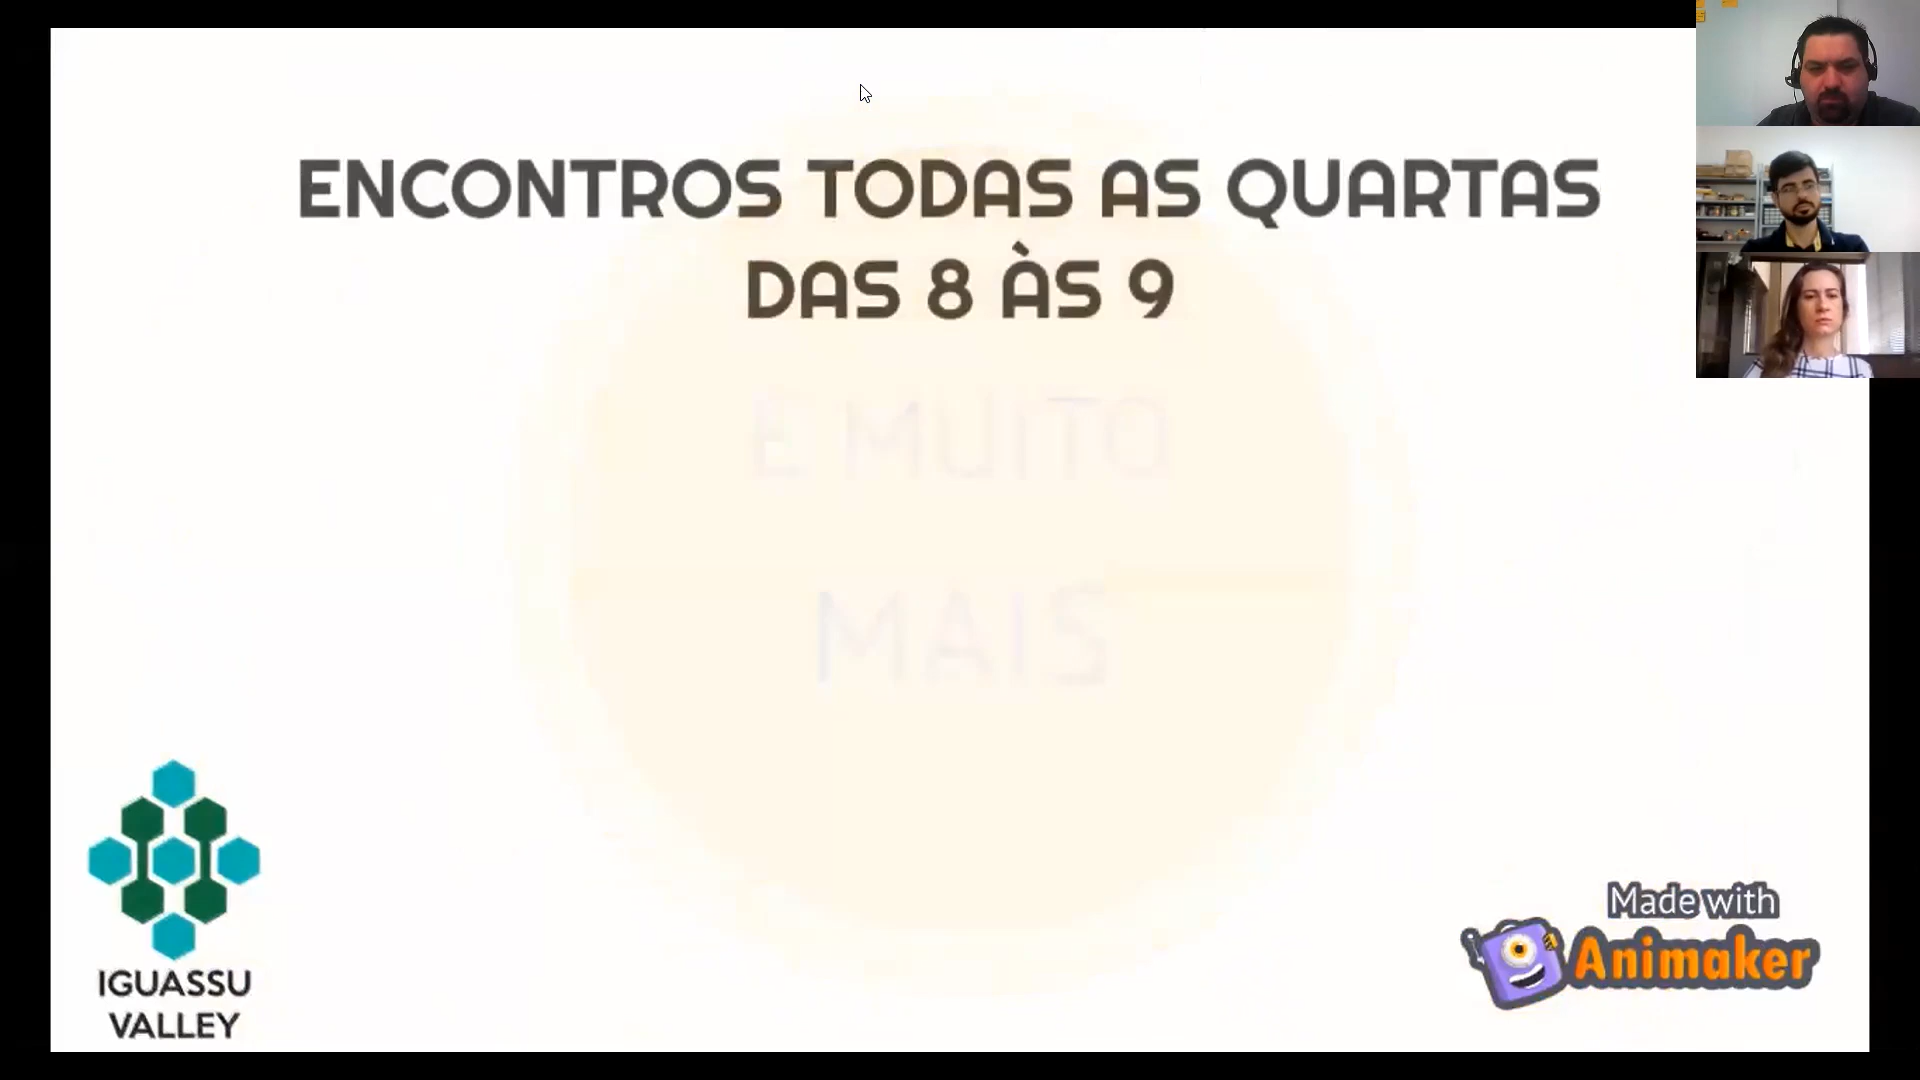 ENCONTROS TODAS AS QUARTAS
DAS 8 ÀS 9
E MUITO
MAIS
IGUASSU
VALLEY
Made with
Animaker